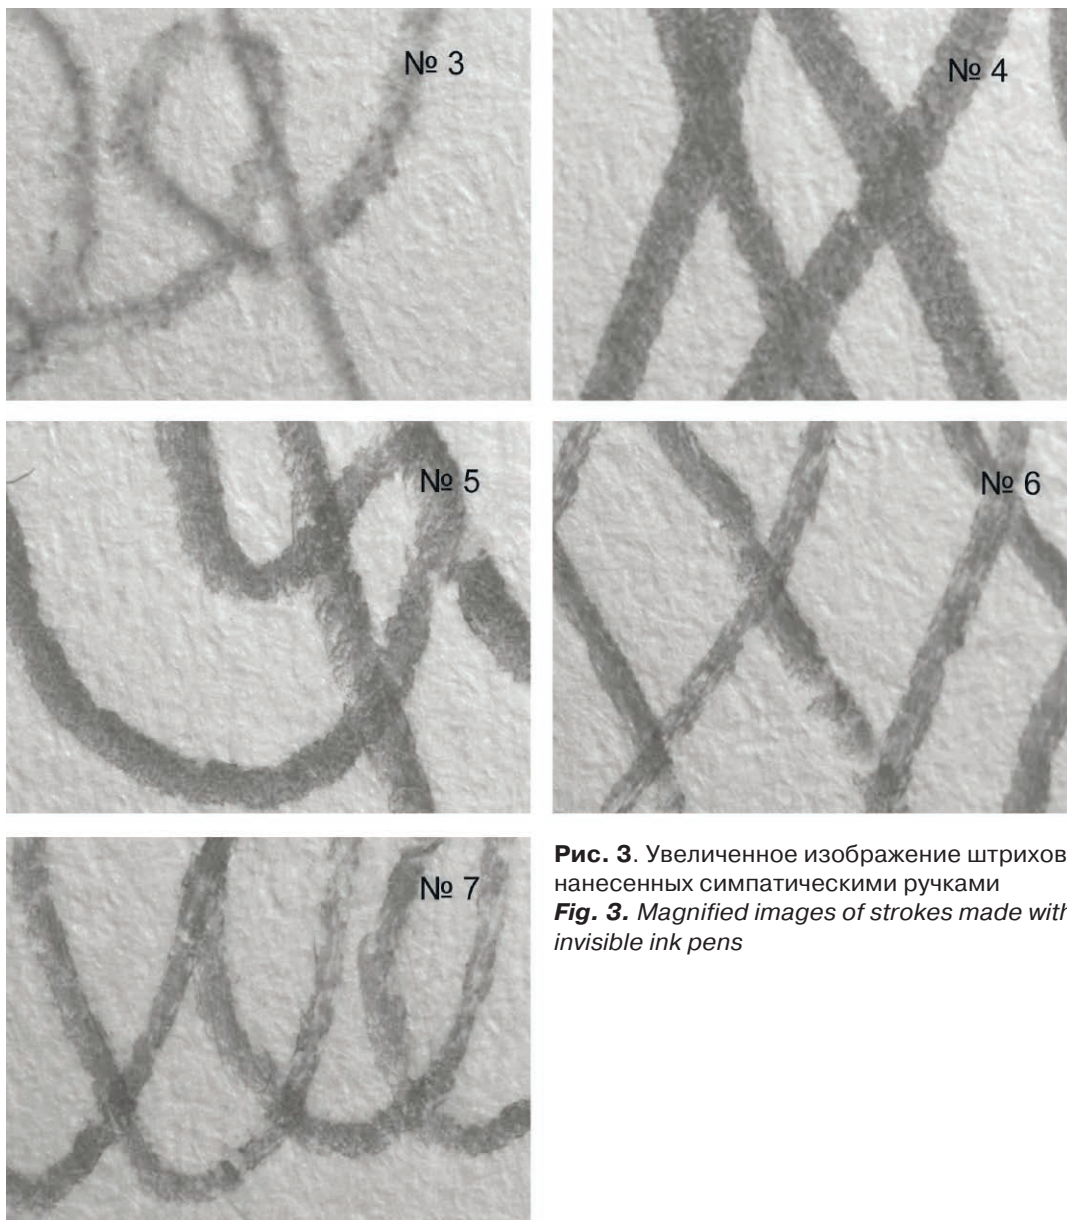 № 3
№ 4
№ 5
№ 6
№ 7
Рис. 3. Увеличенное изображение штрихов
нанесенных симпатическими ручками
Fig. 3. Magnified images of strokes made with
invisible ink pens